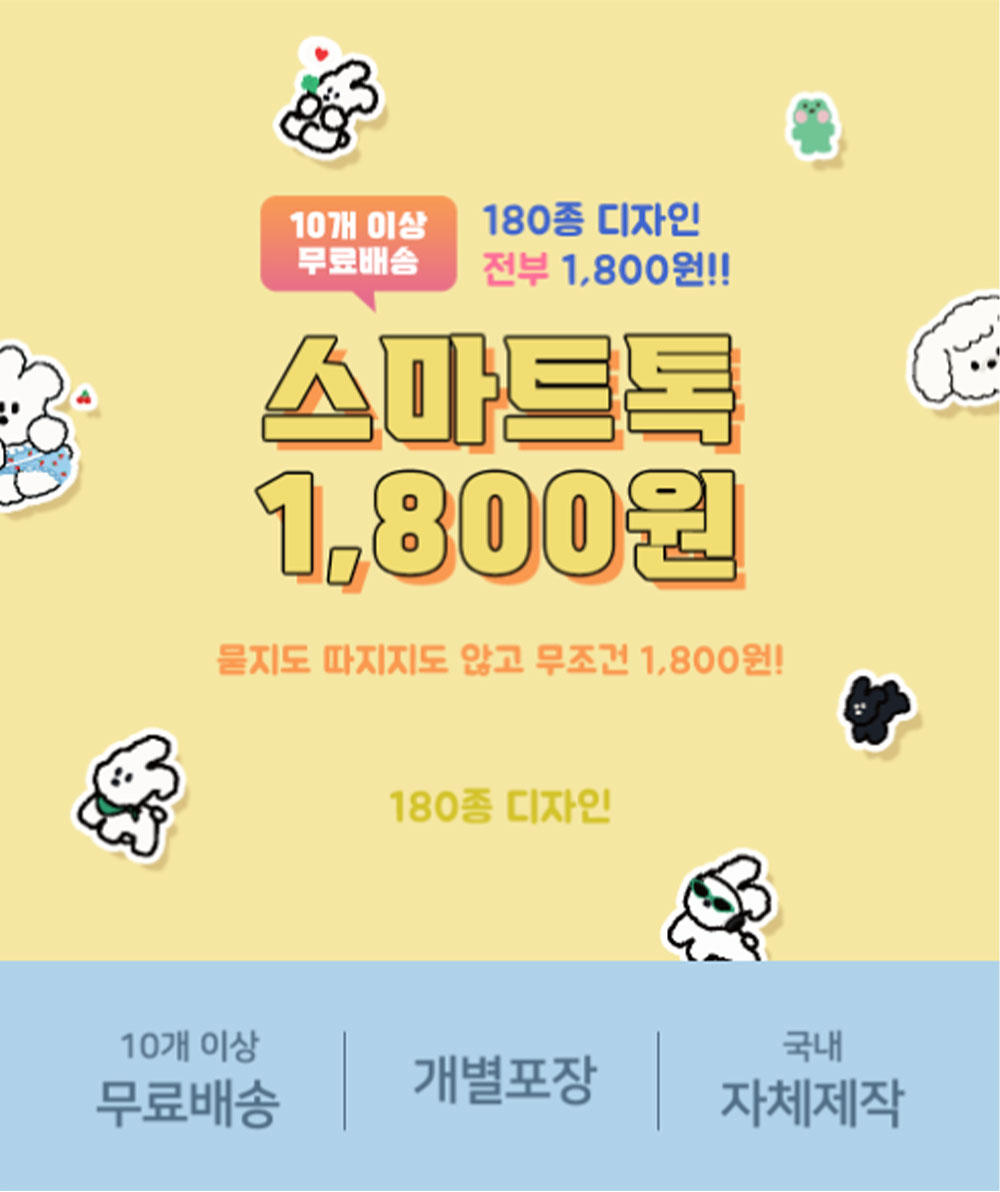 10개 이상
무료배송
180종 디자인
전부 1,800원!!
스마트톡
1,800원
묻지도 따지지도 않고 무조건 1,800원!
180종 디자인
10개 이상
무료배송
개별포장
국내
자체제작